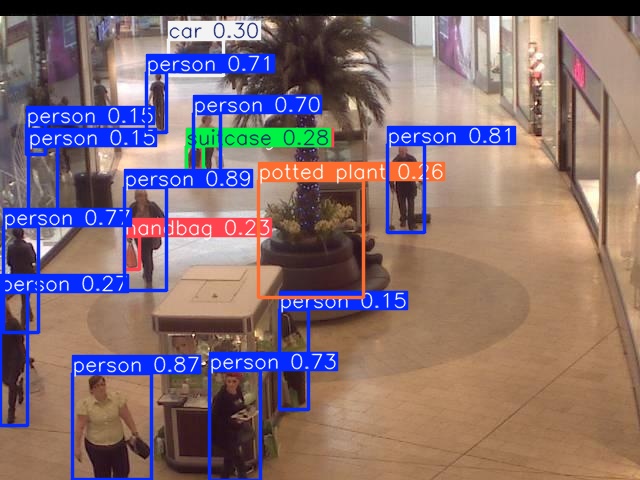 car 0.30
person 0.71
person 0.70
person 0.15
person 0.15
suitcase 0.28
person 0.81
person 0.89
potted plant 0.26
person 0.77
handbag 0.23
person 0.27
person 0.15
person 0.87
person 0.73